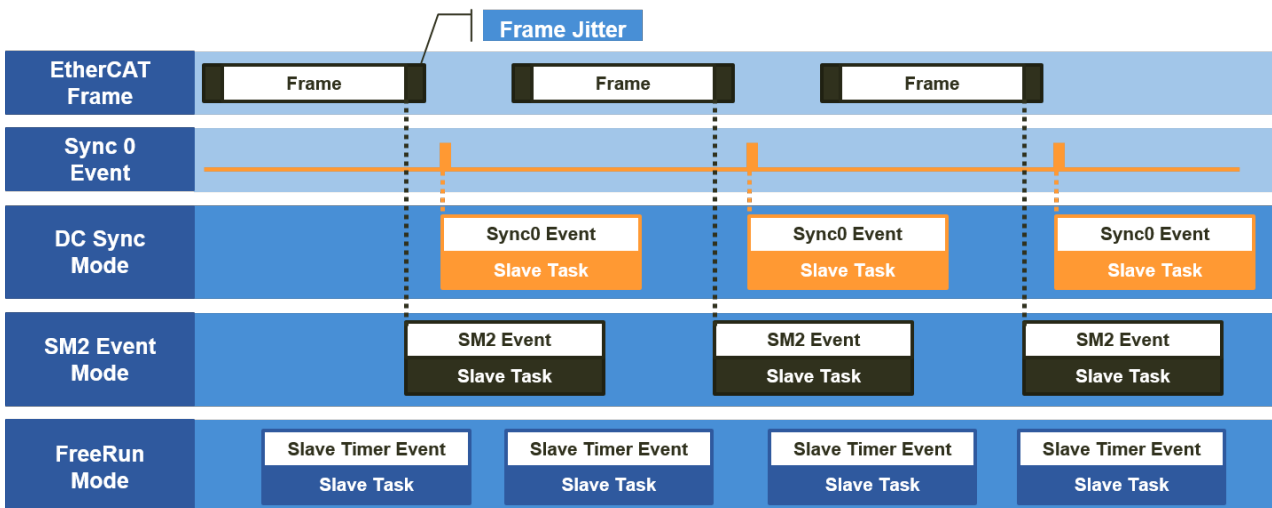 Frame Jitter
EtherCAT
Frame
Frame
Frame
Frame
Sync 0
Event
DC Sync
Mode
Sync0 Event
Slave Task
Sync0 Event
Slave Task
Sync0 Event
Slave Task
SM2 Event
Mode
SM2 Event
Slave Task
SM2 Event
Slave Task
SM2 Event
Slave Task
FreeRun
Mode
Slave Timer Event
Slave Task
Slave Timer Event
Slave Task
Slave Timer Event
Slave Task
Slave Timer Event
Slave Task